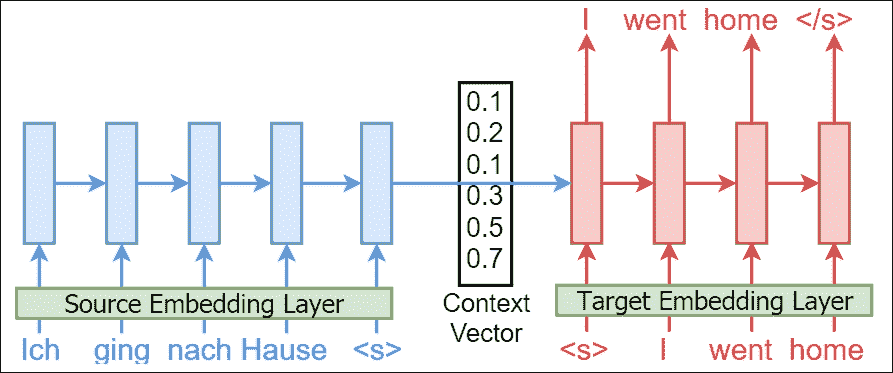 I went home </s>
0.1
0.2
0.1
0.3
0.5
0.7
Source Embedding Layer
Context
Vector
Target Embedding Layer
Ich ging nach Hause <s>
<s> I went home